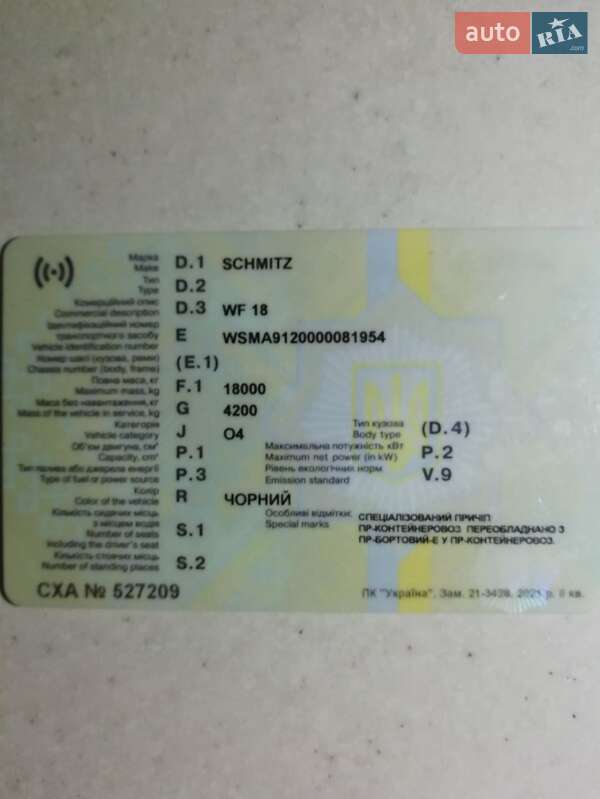 auto RIA .com
Марка
Make D.1 SCHMITZ
Тип
Type D.2
Комерційний опис
Commercial description D.3 WF 18
Ідентифікаційний номер
транспортного засобу
Vehicle identification number E WSMA9120000081954
Номер шасі (кузова, рами)
Chassis number (body, frame) (E.1)
Повна маса, кг
Maximum mass, kg F.1 18000
Маса без навантаження, кг
Mass of the vehicle in service, kg G 4200
Категорія
Vehicle category J O4
Тип кузова
Body type (D.4)
Об'єм двигуна, см³
Capacity, cm³ P.1
Максимальна потужність кВт
Maximum net power (in kW) P.2
Тип палива або джерела енергії
Type of fuel or power source P.3
Рівень екологічних норм
Emission standard V.9
Колір
Color of the vehicle R ЧОРНИЙ
Кількість сидячих місць
з місцем водія
Number of seats
including the driver's seat S.1
Особливі відмітки:
Special marks
СПЕЦІАЛІЗОВАНИЙ ПРИЧІП
ПР-КОНТЕЙНЕРОВОЗ ПЕРЕОБЛАДНАНО З
ПР-БОРТОВИЙ-Е У ПР-КОНТЕЙНЕРОВОЗ.
Кількість стоячих місць
Number of standing places S.2
СХА № 527209
ПК "Україна". Зам. 21-3428. 2021 р. II кв.